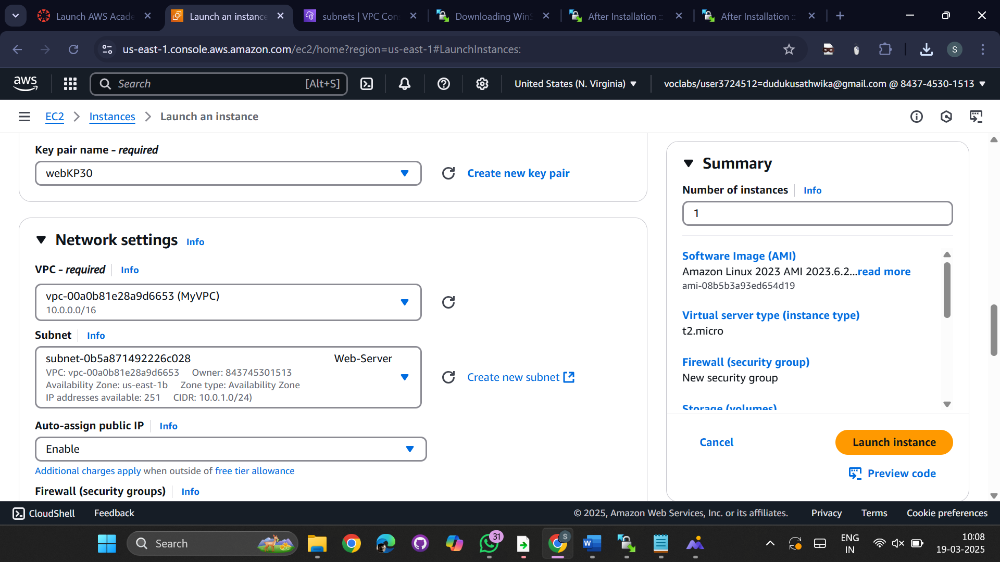 Launch AWS Acade
Launch an instance
subnets | VPC Con
Downloading WinS
After Installation ::
After Installation ::
us-east-1.console.aws.amazon.com/ec2/home?region=us-east-1#LaunchInstances:
S
aws
Search
[Alt+S]
United States (N. Virginia)
voclabs/user3724512=dudukusathwika@gmail.com @ 8437-4530-1513
EC2
Instances
Launch an instance
Key pair name - required
webKP30
Create new key pair
Network settings
Info
VPC - required
Info
vpc-00a0b81e28a9d6653 (MyVPC)
10.0.0.0/16
Subnet
Info
subnet-0b5a871492226c028
Web-Server
VPC: vpc-00a0b81e28a9d6653 Owner: 843745301513
Availability Zone: us-east-1b Zone type: Availability Zone
IP addresses available: 251 CIDR: 10.0.1.0/24)
Create new subnet
Auto-assign public IP
Info
Enable
Additional charges apply when outside of free tier allowance
Firewall (security groups)
Info
Summary
Number of instances
Info
1
Software Image (AMI)
Amazon Linux 2023 AMI 2023.6.2...read more
ami-08b5b3a93ed654d19
Virtual server type (instance type)
t2.micro
Firewall (security group)
New security group
Storage (volumes)
Cancel
Launch instance
Preview code
CloudShell
Feedback
© 2025, Amazon Web Services, Inc. or its affiliates.
Privacy
Terms
Cookie preferences
Search
31
S
W
ENG
IN
10:08
19-03-2025